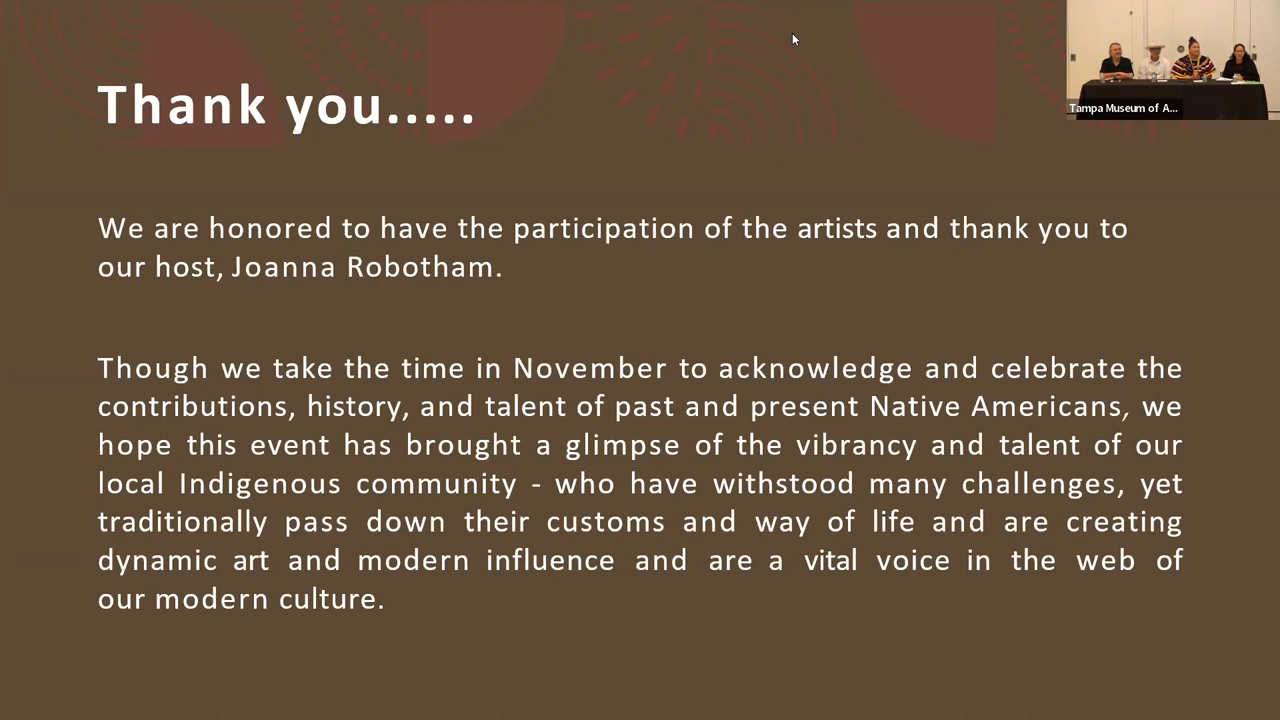 Thank you.....
Tampa Museum of A...
We are honored to have the participation of the artists and thank you to
our host, Joanna Robotham.
Though we take the time in November to acknowledge and celebrate the
contributions, history, and talent of past and present Native Americans, we
hope this event has brought a glimpse of the vibrancy and talent of our
local Indigenous community - who have withstood many challenges, yet
traditionally pass down their customs and way of life and are creating
dynamic art and modern influence and are a vital voice in the web of
our modern culture.